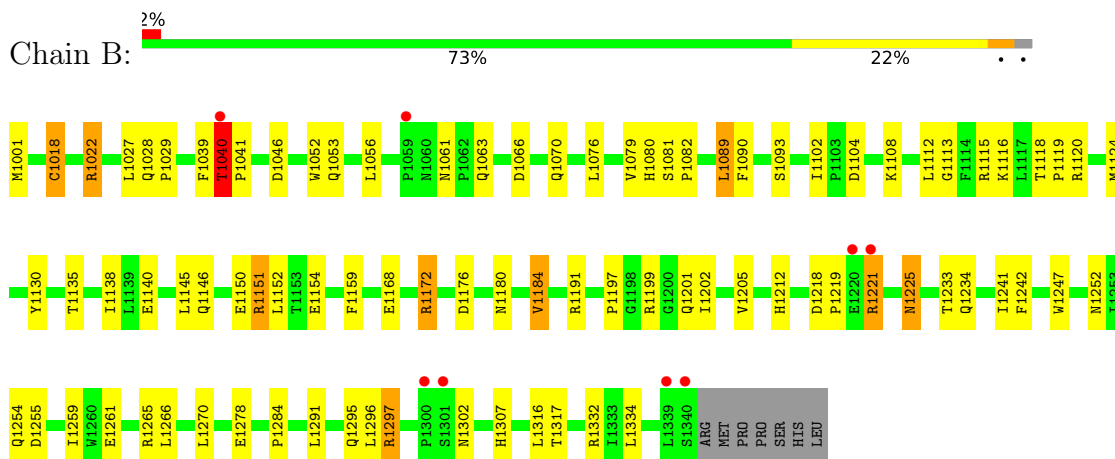 2%
Chain B:
73% 22% • •
M1001 G1018 R1022 L1027 Q1028 P1029 F1039 T1040 P1041 D1046 W1052 Q1053 L1056 P1059 N1060 N1061 P1062 Q1063 D1066 Q1070 L1076 V1079 H1080 S1081 P1082 L1089 F1090 S1093 I1102 P1103 D1104 K1108 L1112 G1113 F1114 R1115 K1116 L1117 T1118 P1119 R1120 M1124
Y1130 T1135 I1138 L1139 E1140 L1145 Q1146 E1150 R1151 L1152 T1153 E1154 F1159 E1168 R1172 D1176 N1180 V1184 R1191 P1197 G1198 R1199 G1200 Q1201 I1202 V1205 H1212 D1218 P1219 E1220 R1221 N1225 T1233 Q1234 I1241 F1242 W1247 N1252 I1253
Q1254 D1255 I1259 W1260 E1261 R1265 L1266 L1270 E1278 P1284 L1291 Q1295 L1296 R1297 P1300 S1301 N1302 H1307 L1316 T1317 R1332 I1333 L1334 L1339 S1340 ARG MET PRO PRO SER HIS LEU